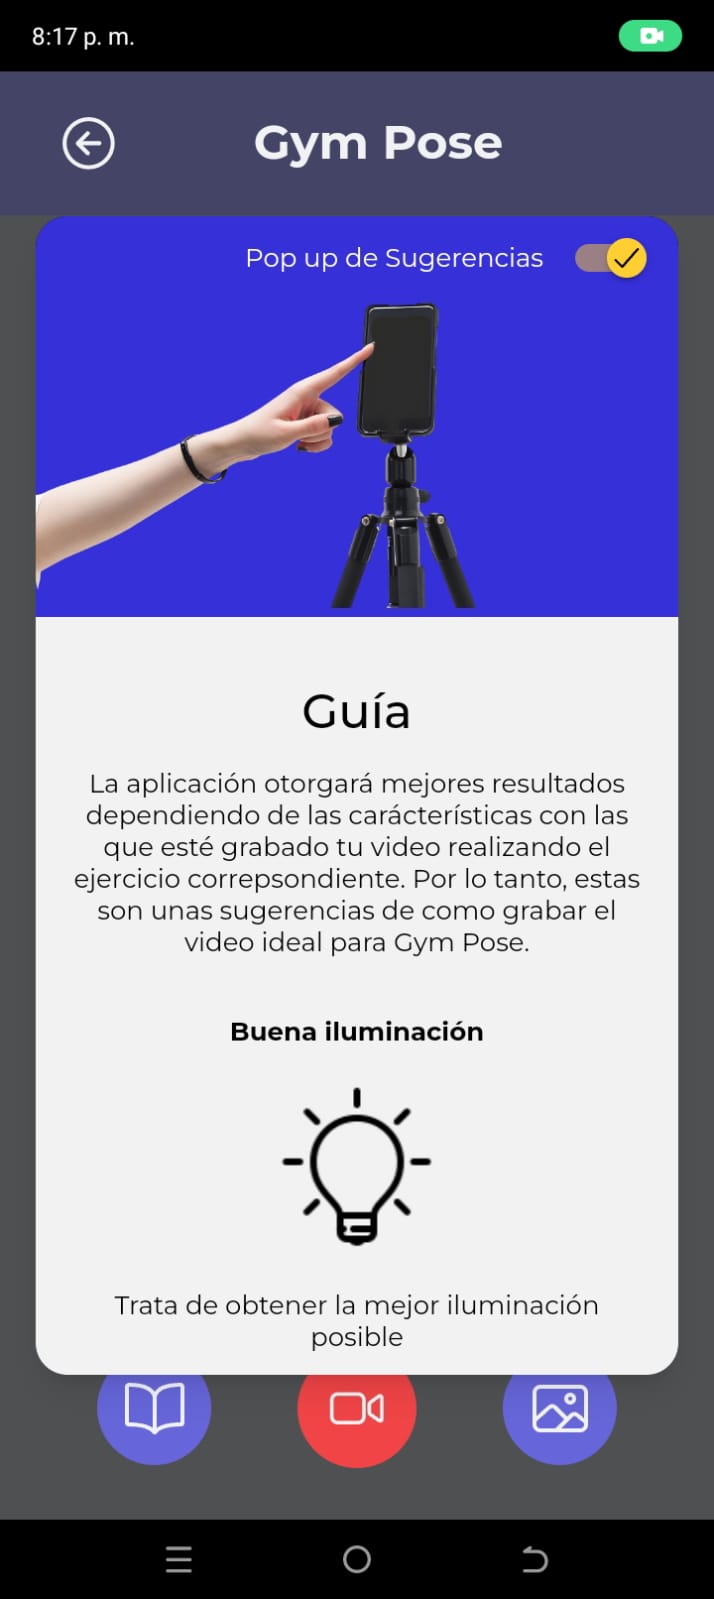 8:17 p. m.
Gym Pose
Pop up de Sugerencias
Guía
La aplicación otorgará mejores resultados
dependiendo de las carácterísticas con las
que esté grabado tu video realizando el
ejercicio correpsondiente. Por lo tanto, estas
son unas sugerencias de como grabar el
video ideal para Gym Pose.
Buena iluminación
Trata de obtener la mejor iluminación
posible